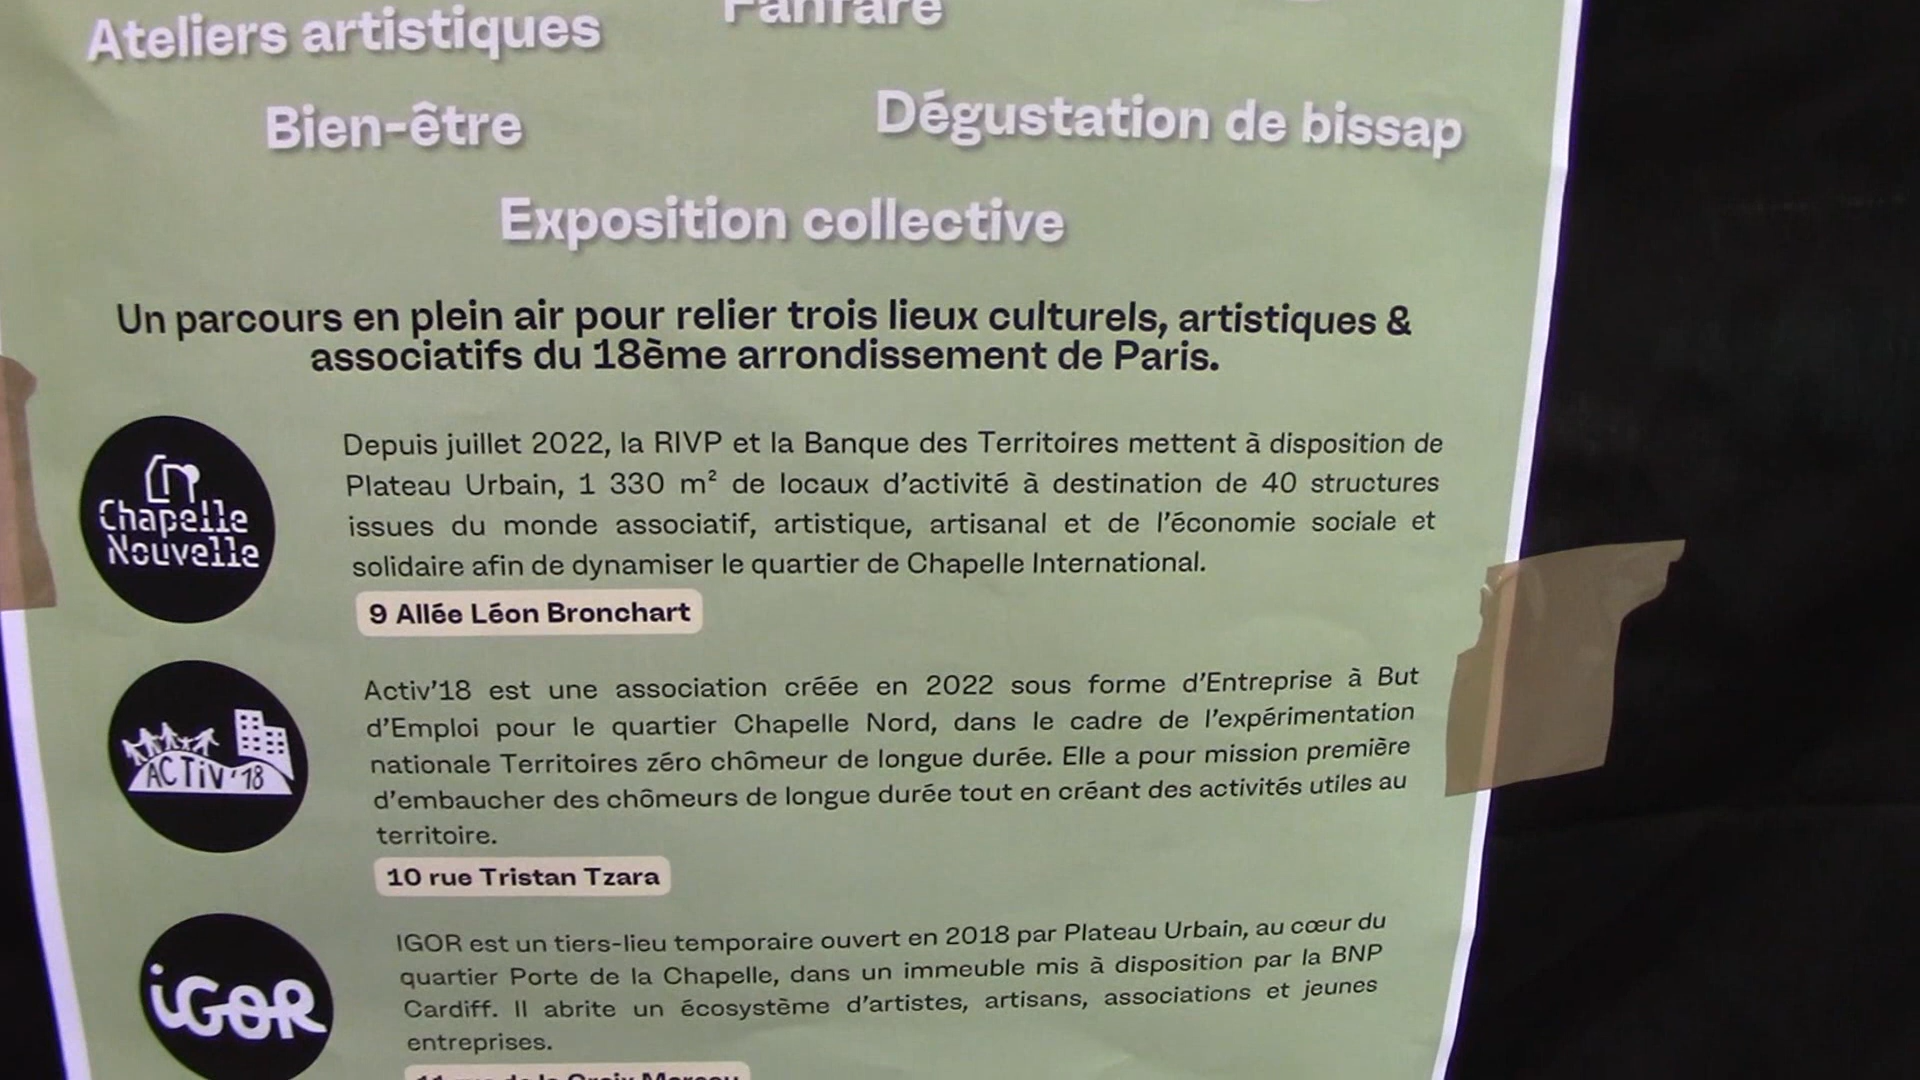 Fanfare
Ateliers artistiques
Bien-être
Dégustation de bissap
Exposition collective
Un parcours en plein air pour relier trois lieux culturels, artistiques &
associatifs du 18ème arrondissement de Paris.
Chapelle
Nouvelle
Depuis juillet 2022, la RIVP et la Banque des Territoires mettent à disposition de
Plateau Urbain, 1 330 m² de locaux d'activité à destination de 40 structures
issues du monde associatif, artistique, artisanal et de l'économie sociale et
solidaire afin de dynamiser le quartier de Chapelle International.
9 Allée Léon Bronchart
ACTiV'18
Activ'18 est une association créée en 2022 sous forme d'Entreprise à But
d'Emploi pour le quartier Chapelle Nord, dans le cadre de l'expérimentation
nationale Territoires zéro chômeur de longue durée. Elle a pour mission première
d'embaucher des chômeurs de longue durée tout en créant des activités utiles au
territoire.
10 rue Tristan Tzara
iGOR
IGOR est un tiers-lieu temporaire ouvert en 2018 par Plateau Urbain, au cœur du
quartier Porte de la Chapelle, dans un immeuble mis à disposition par la BNP
Cardiff. Il abrite un écosystème d'artistes, artisans, associations et jeunes
entreprises.
11 rue de la Croix Moreau